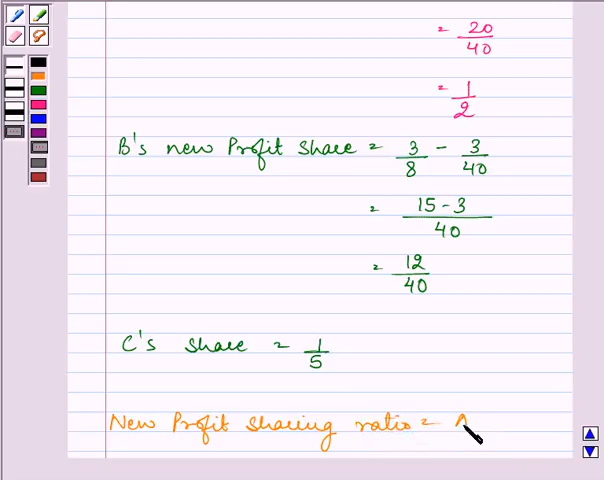 = 20/40
= 1/2
B's new Profit Share = 3/8 - 3/40
= 15-3/40
= 12/40
C's Share = 1/5
New Profit Sharing ratio = A